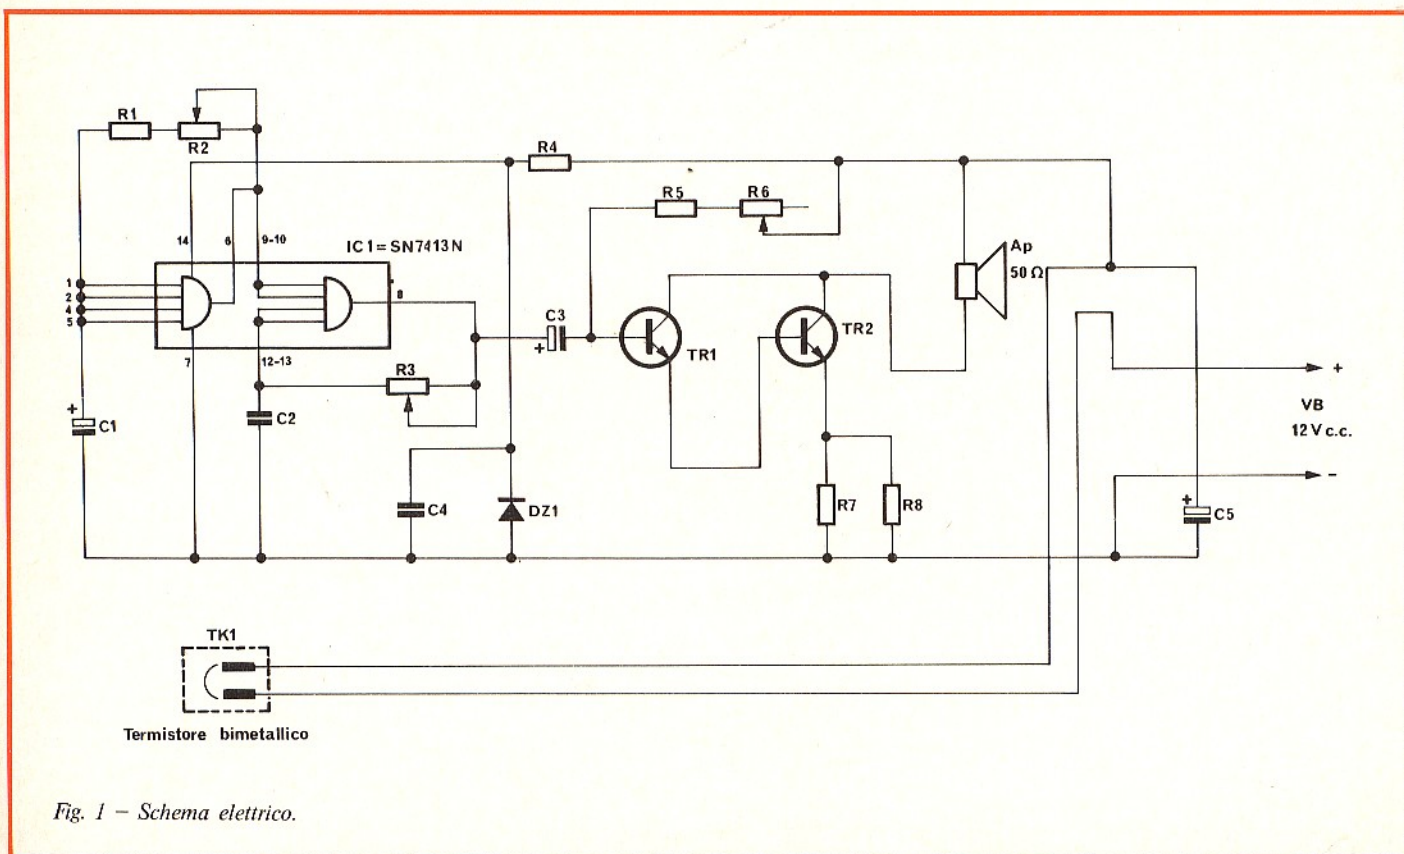 R1
R2
R4
R5 R6
14 6 9-10
IC1=SN7413N
Ap
50 Ω
1
2
4
5
8
C3
+
TR1
TR2
7
12-13
R3
+
C1
C2
+
VB
12V c.c.
-
C4
DZ1
R7
R8
+
C5
TK1
Termistore bimetallico
Fig. 1 – Schema elettrico.